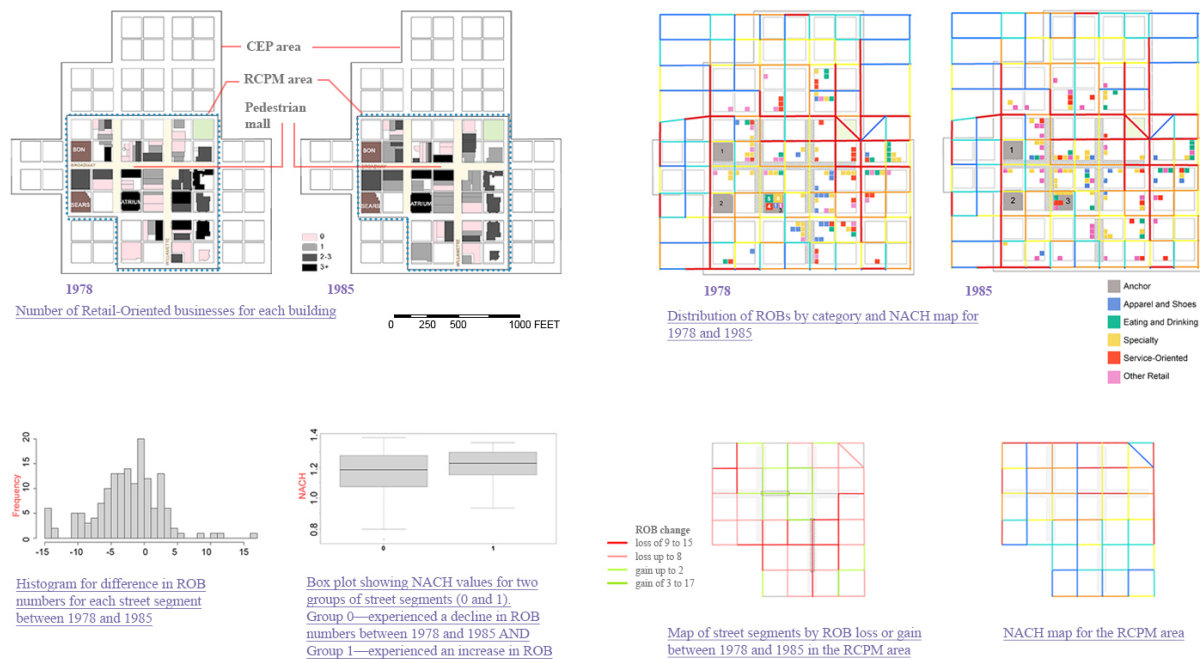 CEP area
RCPM area
Pedestrian
mall
BON
BROADWAY
SEARS
ATRIUM
WILLAMETTE
0
1
2-3
3+
BON
SEARS
ATRIUM
WILLAMETTE
1978
1985
Number of Retail-Oriented businesses for each building
0 250 500 1000 FEET
1
2
3
1
2
3
1978
1985
Distribution of ROBs by category and NACH map for
1978 and 1985
Anchor
Apparel and Shoes
Eating and Drinking
Specialty
Service-Oriented
Other Retail
Frequency
20
15
10
5
0
-15 -10 -5 0 5 10 15
Histogram for difference in ROB
numbers for each street segment
between 1978 and 1985
NACH
1.4
1.2
1.0
0.8
0 1
Box plot showing NACH values for two
groups of street segments (0 and 1).
Group 0—experienced a decline in ROB
numbers between 1978 and 1985 AND
Group 1—experienced an increase in ROB
ROB change
loss of 9 to 15
loss up to 8
gain up to 2
gain of 3 to 17
Map of street segments by ROB loss or gain
between 1978 and 1985 in the RCPM area
NACH map for the RCPM area